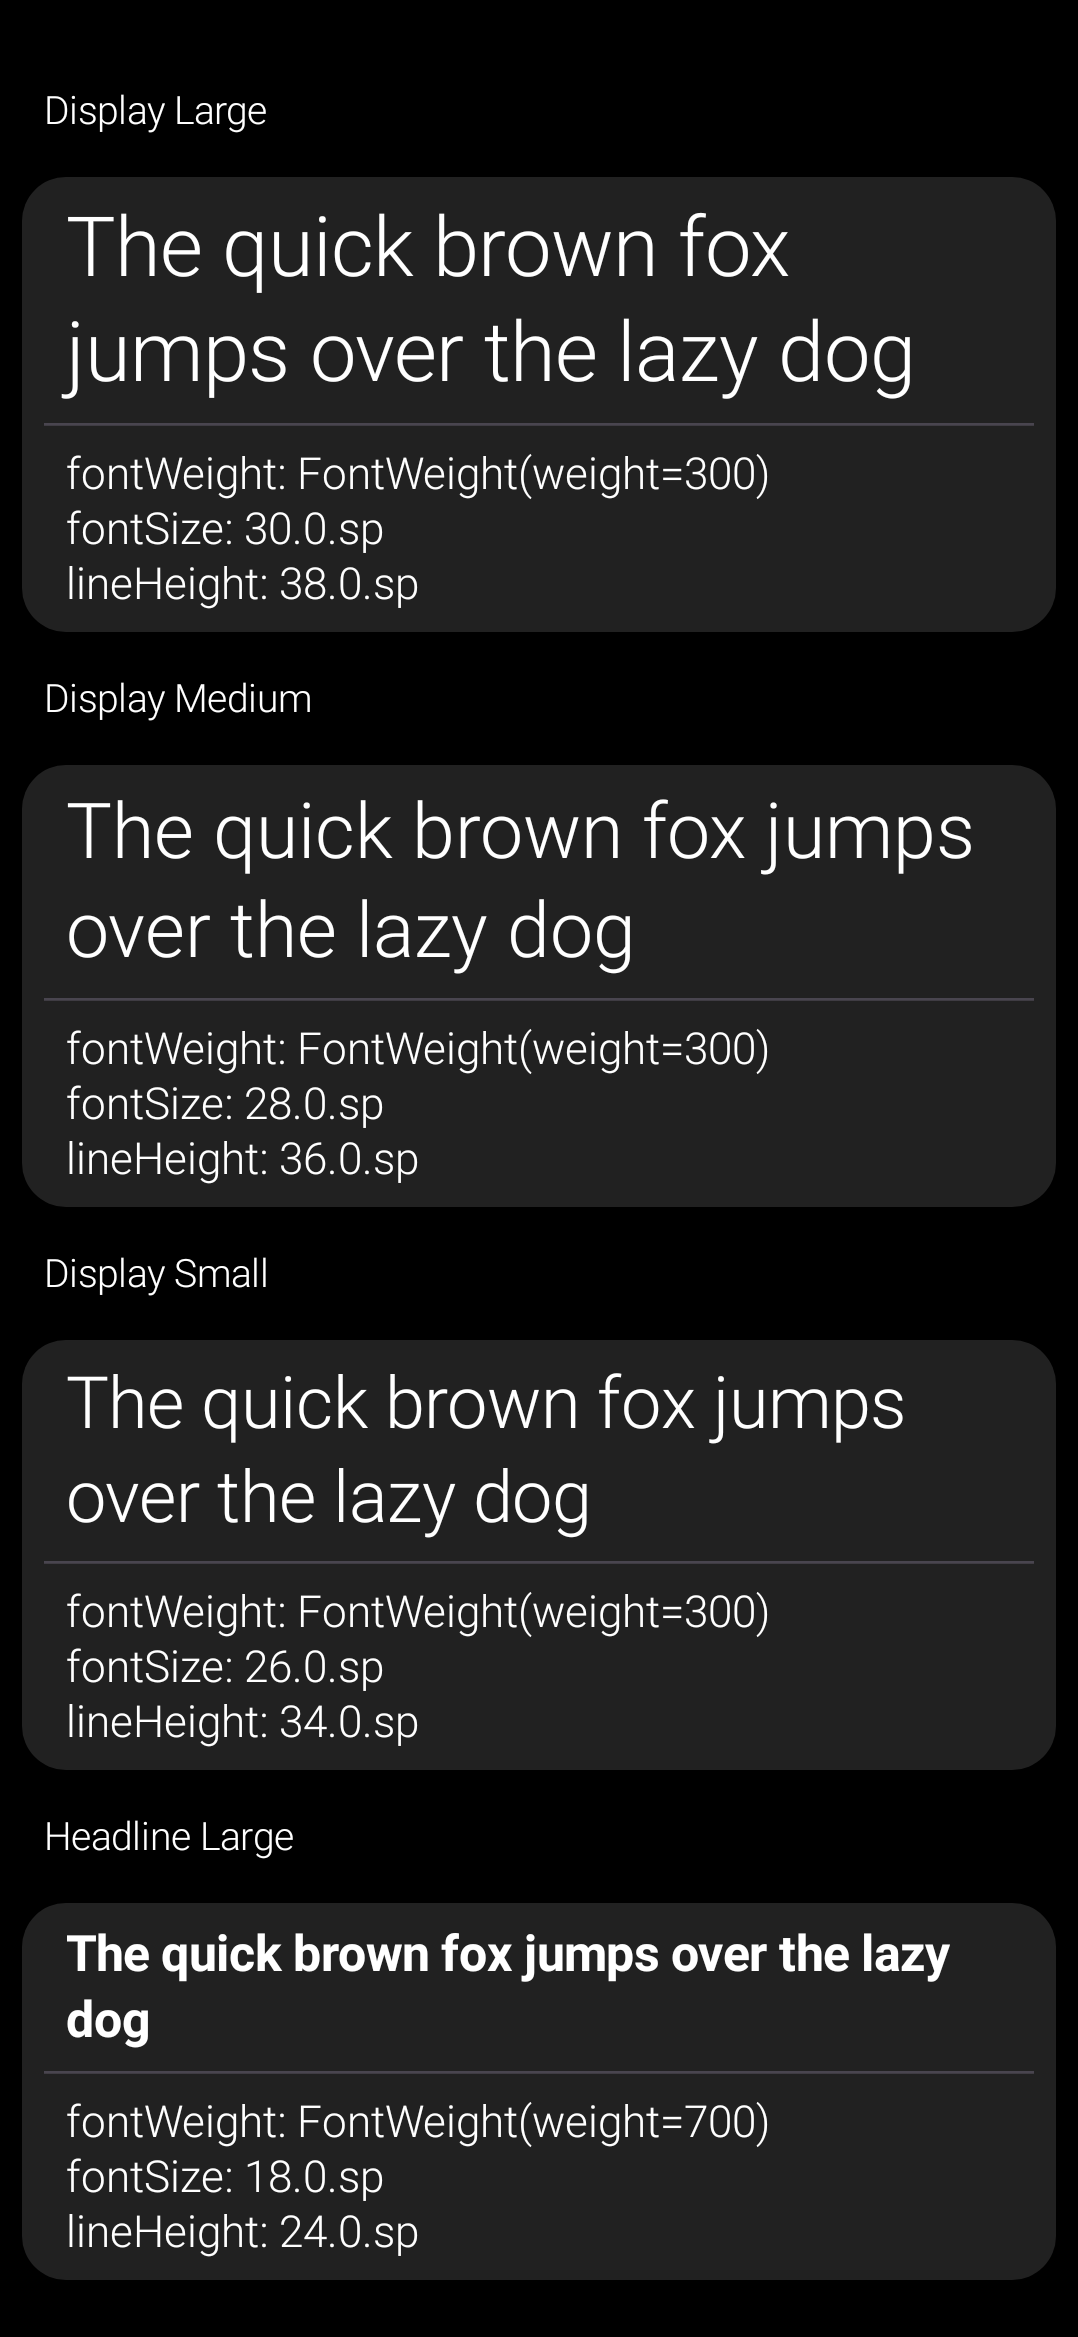 Display Large
The quick brown fox
jumps over the lazy dog
fontWeight: FontWeight(weight=300)
fontSize: 30.0.sp
lineHeight: 38.0.sp
Display Medium
The quick brown fox jumps
over the lazy dog
fontWeight: FontWeight(weight=300)
fontSize: 28.0.sp
lineHeight: 36.0.sp
Display Small
The quick brown fox jumps
over the lazy dog
fontWeight: FontWeight(weight=300)
fontSize: 26.0.sp
lineHeight: 34.0.sp
Headline Large
The quick brown fox jumps over the lazy
dog
fontWeight: FontWeight(weight=700)
fontSize: 18.0.sp
lineHeight: 24.0.sp